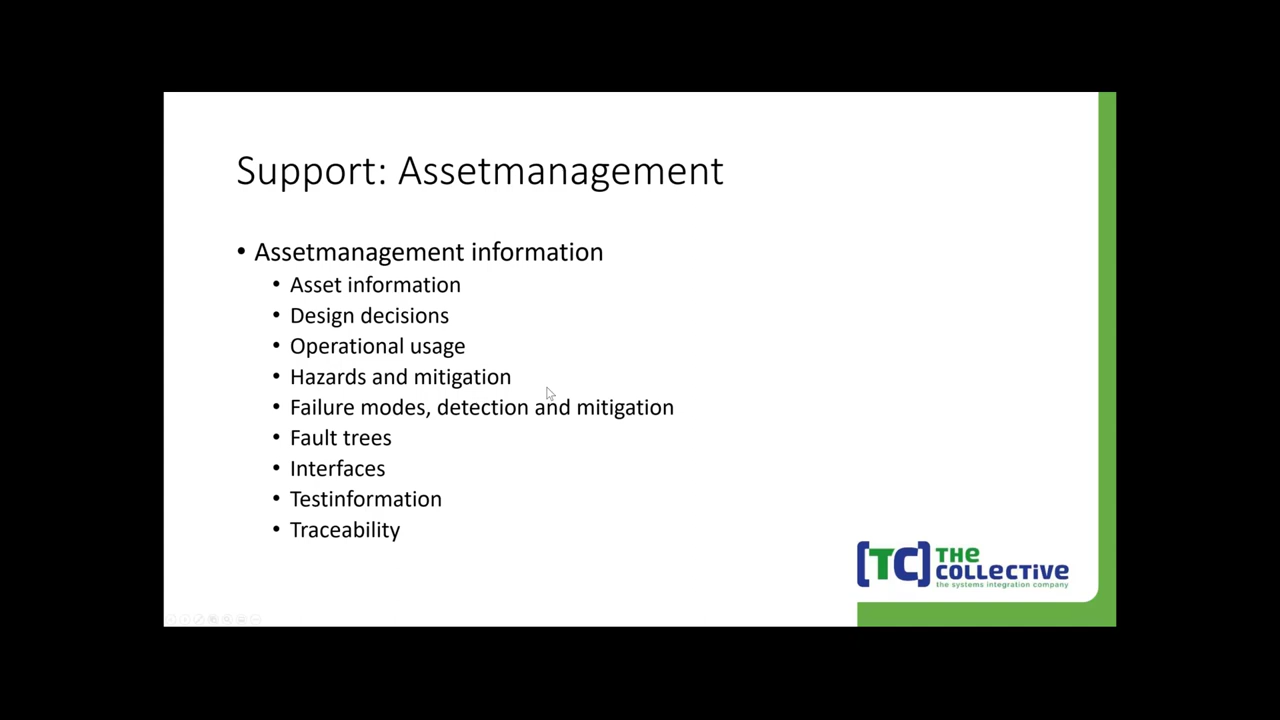 Support: Assetmanagement
• Assetmanagement information
• Asset information
• Design decisions
• Operational usage
• Hazards and mitigation
• Failure modes, detection and mitigation
• Fault trees
• Interfaces
• Testinformation
• Traceability
[TC] THE COLLECTIVE
the systems integration company